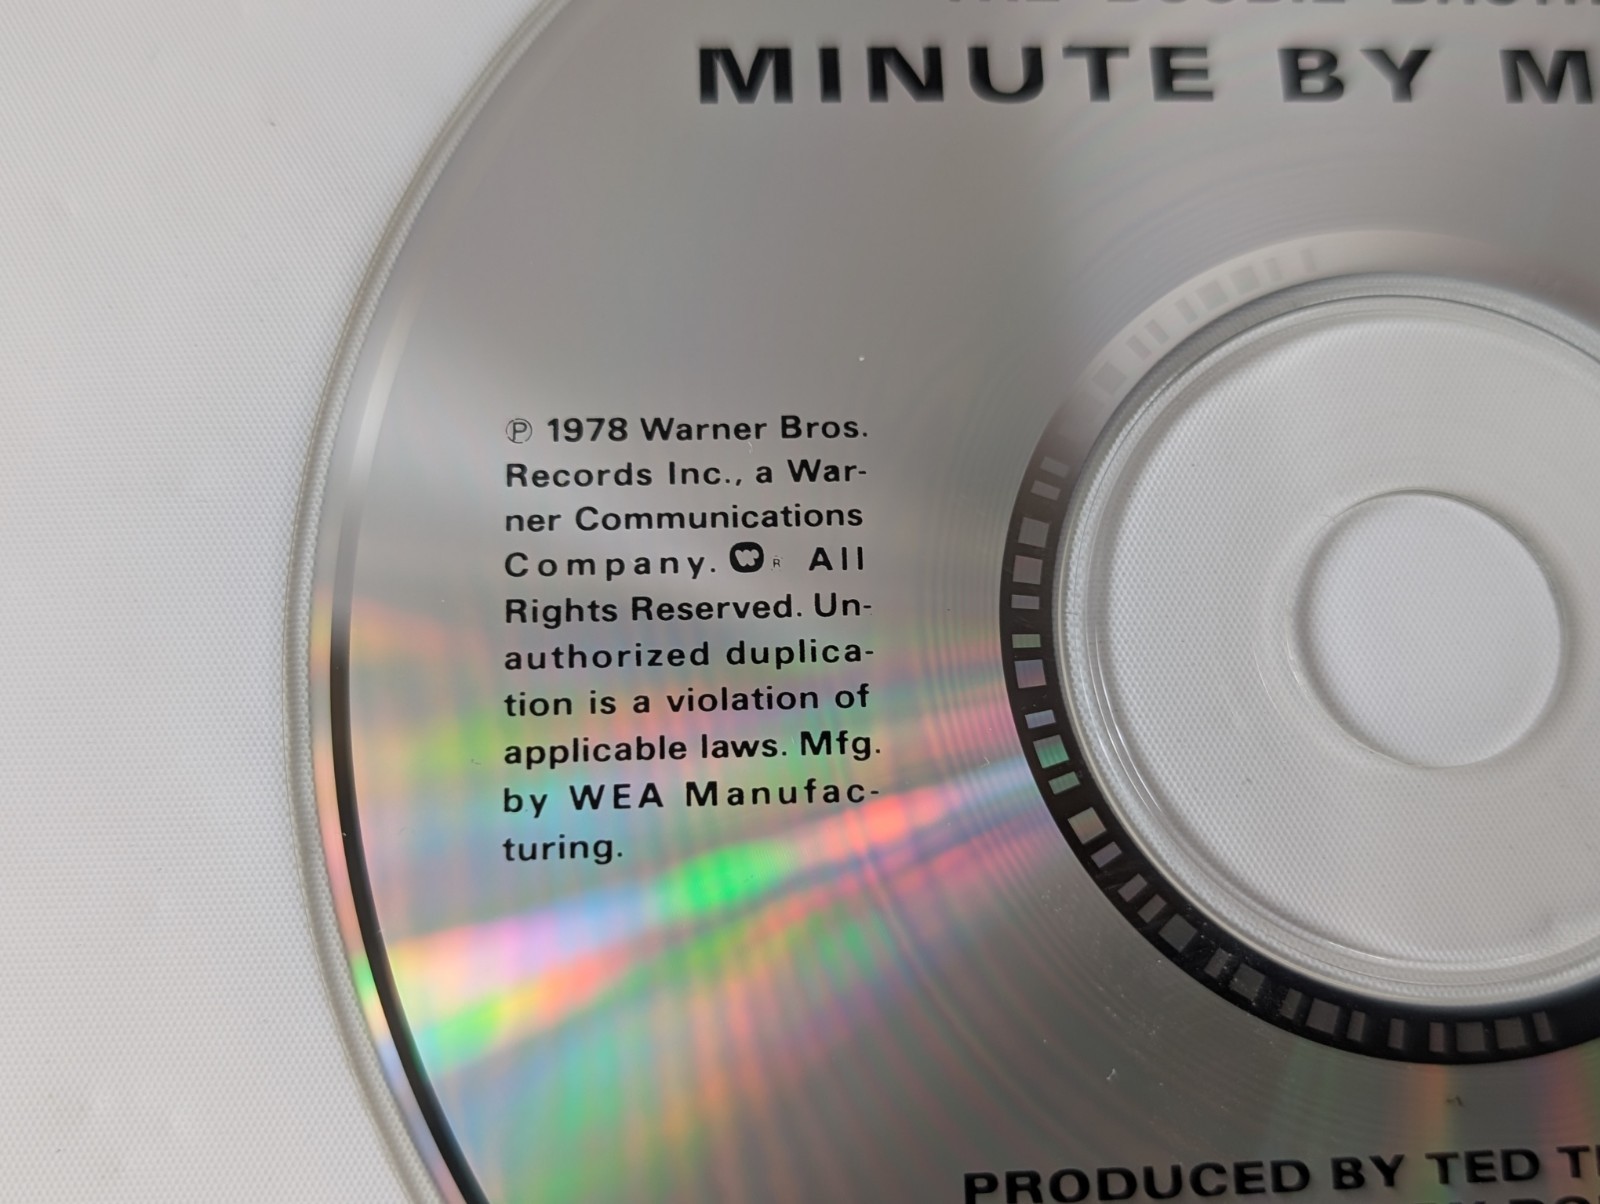 MINUTE BY M
℗ 1978 Warner Bros.
Records Inc., a War-
ner Communications
Company. W ® All
Rights Reserved. Un-
authorized duplica-
tion is a violation of
applicable laws. Mfg.
by WEA Manufac-
turing.
PRODUCED BY TED